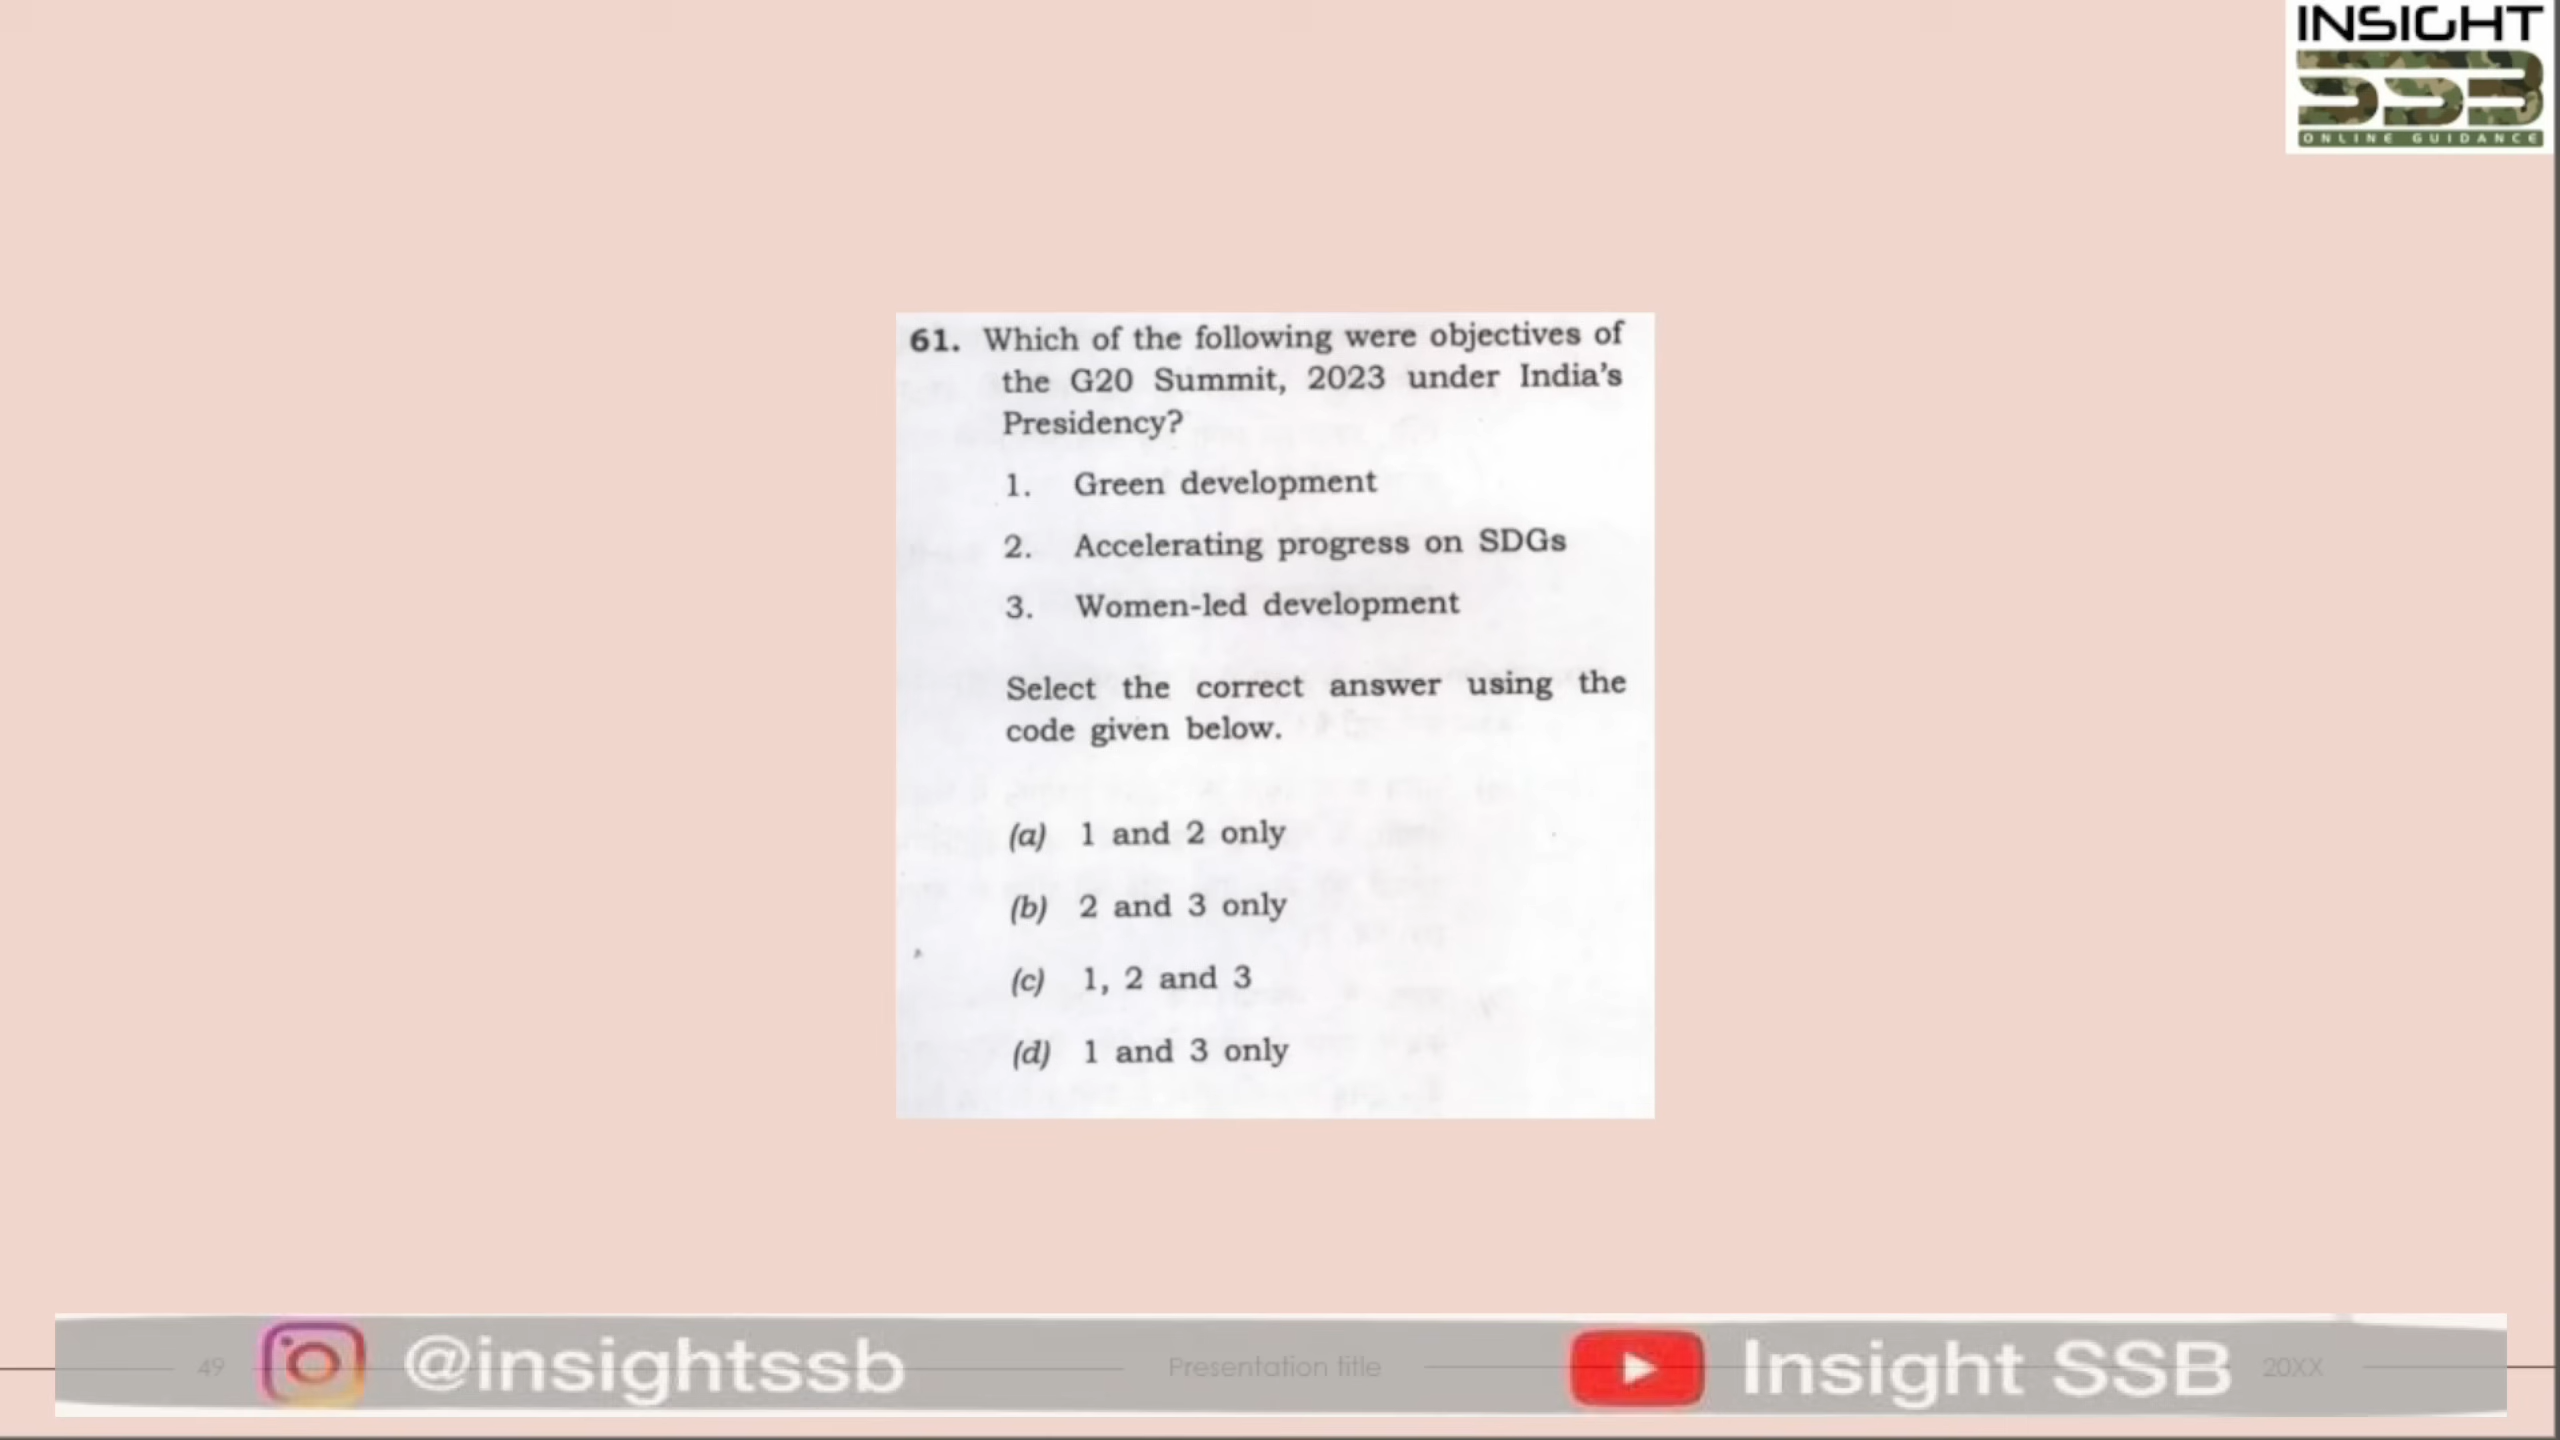 INSIGHT
SSB
ONLINE GUIDANCE
61. Which of the following were objectives of
the G20 Summit, 2023 under India's
Presidency?
1. Green development
2. Accelerating progress on SDGs
3. Women-led development
Select the correct answer using the
code given below.
(a) 1 and 2 only
(b) 2 and 3 only
(c) 1, 2 and 3
(d) 1 and 3 only
49 @insightssb Presentation title Insight SSB 20XX